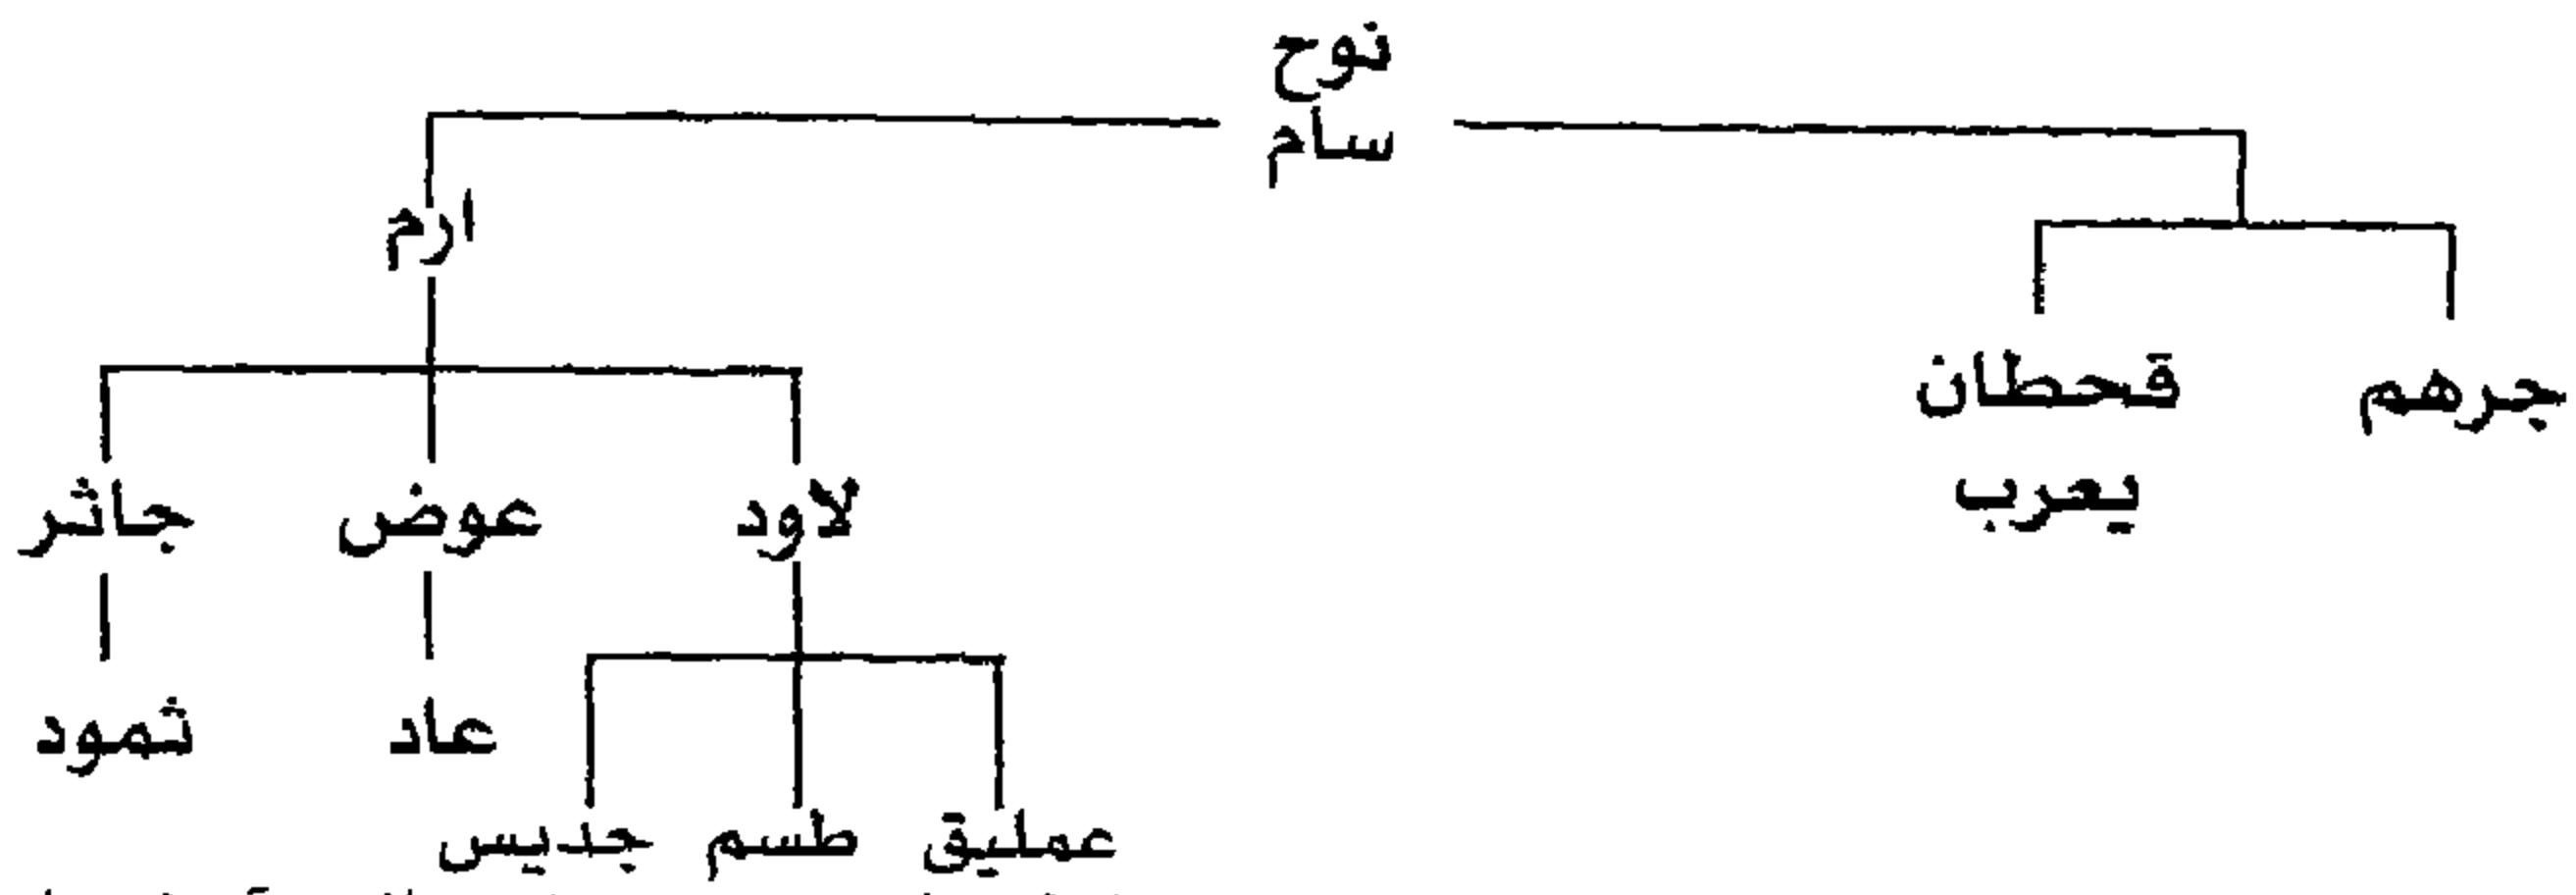 نوح
سام
ارم
جرهم قحطان
يعرب
لاود عوض جاثر
عاد ثمود
عمليق طسم جديس